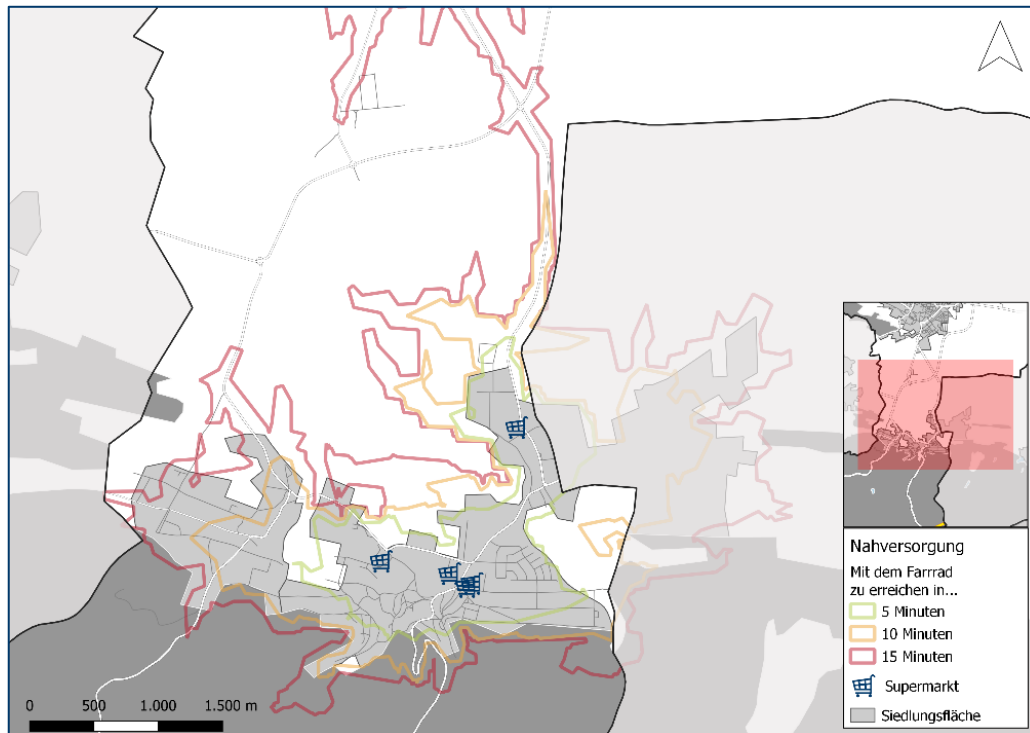 Nahversorgung
Mit dem Farrrad
zu erreichen in...
5 Minuten
10 Minuten
15 Minuten
Supermarkt
Siedlungsfläche
0 500 1.000 1.500 m